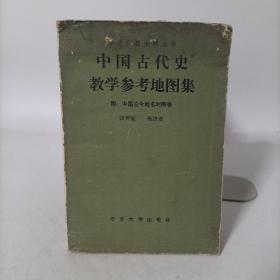 中国古代史
教学参考地图集
附：中国古今地名对照表
北京大学出版社